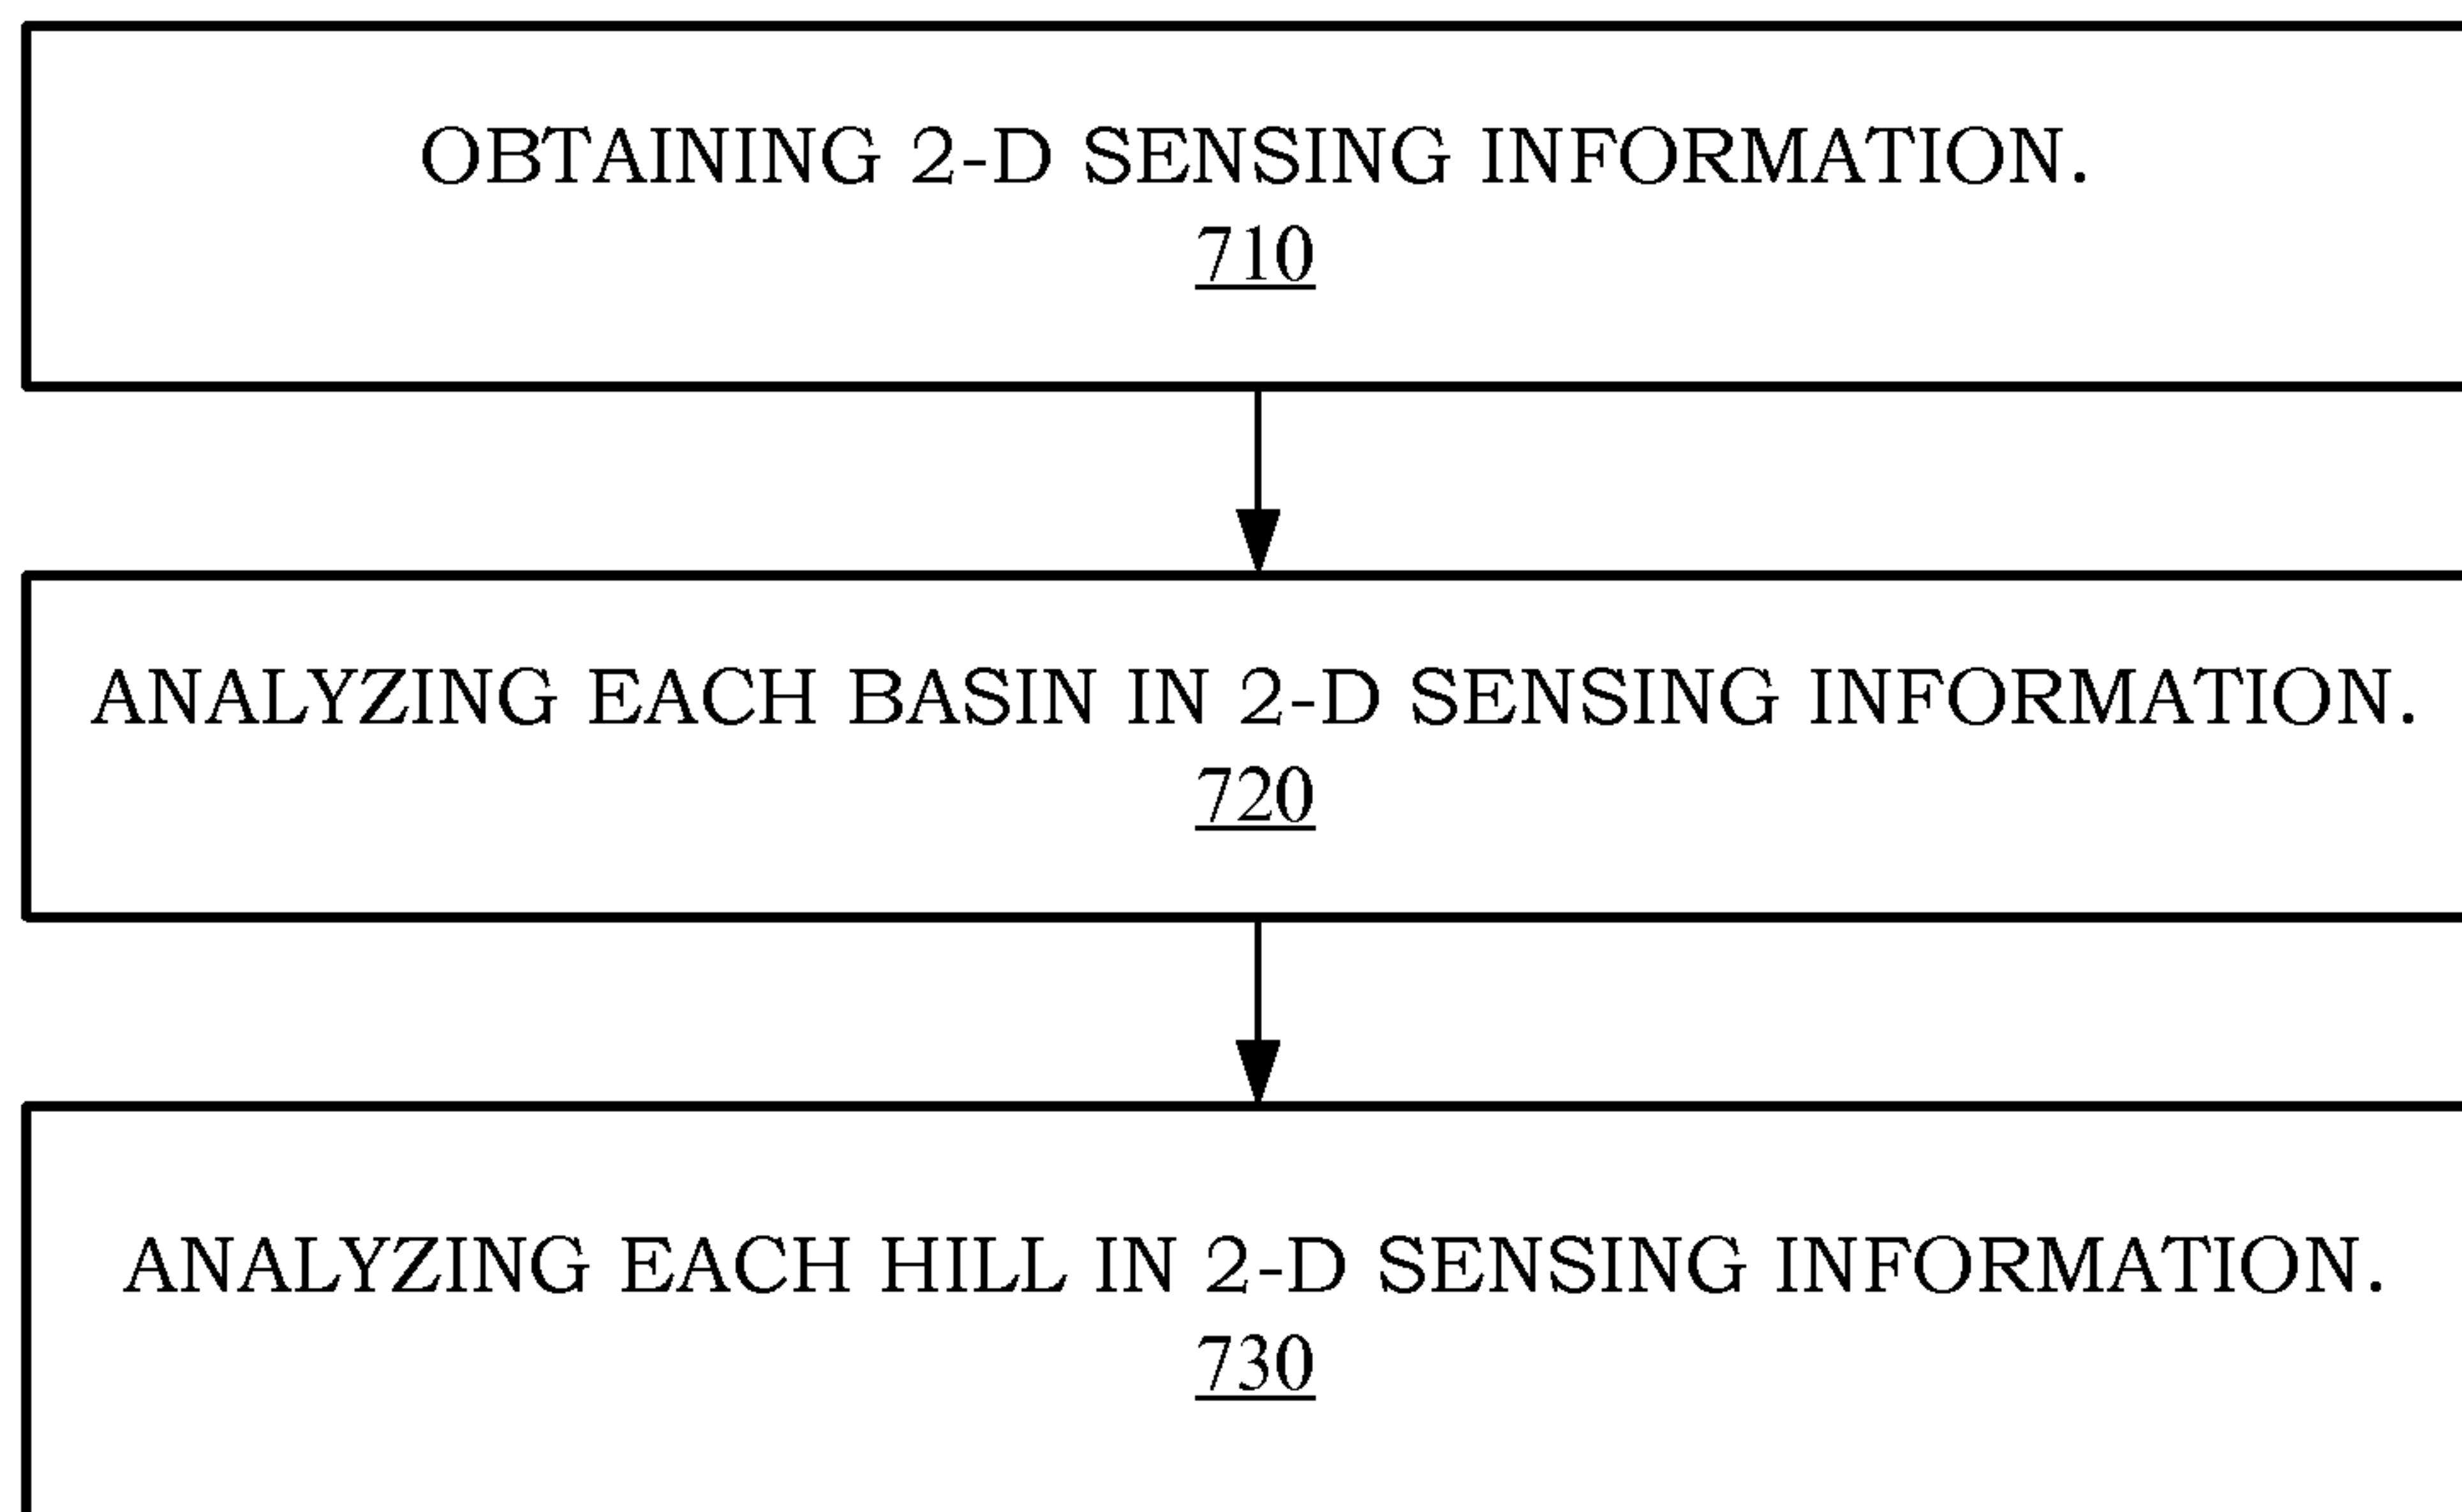 OBTAINING 2-D SENSING INFORMATION.
710
ANALYZING EACH BASIN IN 2-D SENSING INFORMATION.
720
ANALYZING EACH HILL IN 2-D SENSING INFORMATION.
730